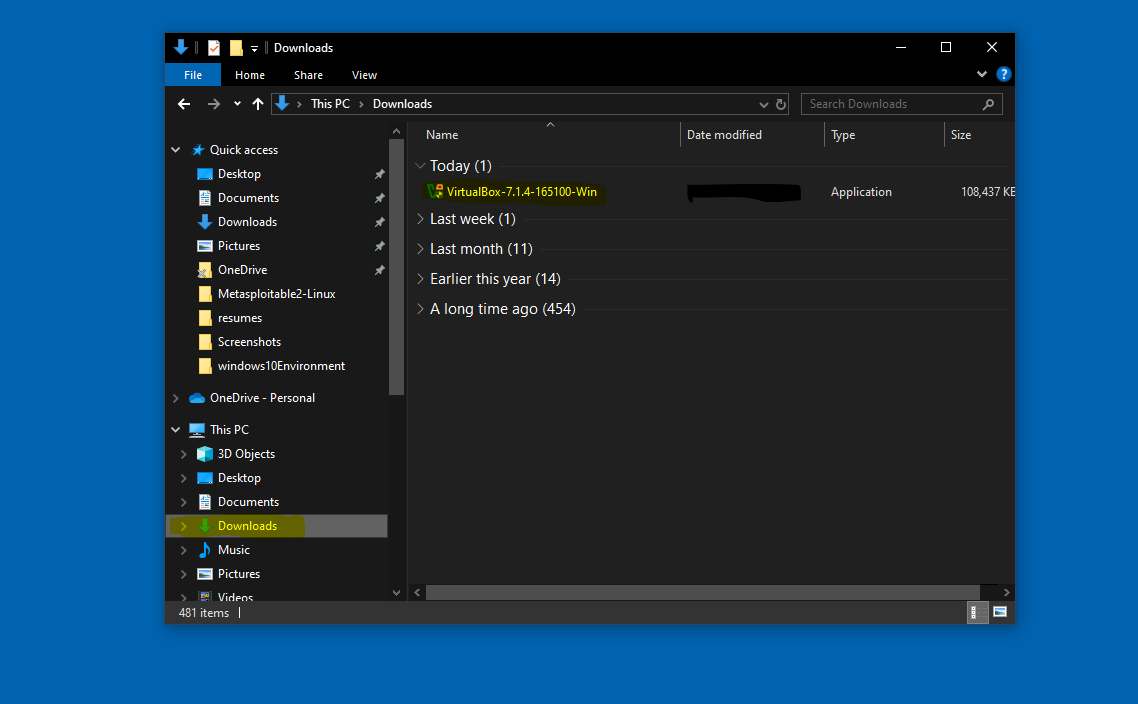 Downloads
File Home Share View
This PC Downloads Search Downloads
Name Date modified Type Size
Quick access
Desktop
Documents
Downloads
Pictures
OneDrive
Metasploitable2-Linux
resumes
Screenshots
windows10Environment
OneDrive - Personal
This PC
3D Objects
Desktop
Documents
Downloads
Music
Pictures
Videos
Today (1)
VirtualBox-7.1.4-165100-Win Application 108,437 KB
Last week (1)
Last month (11)
Earlier this year (14)
A long time ago (454)
481 items